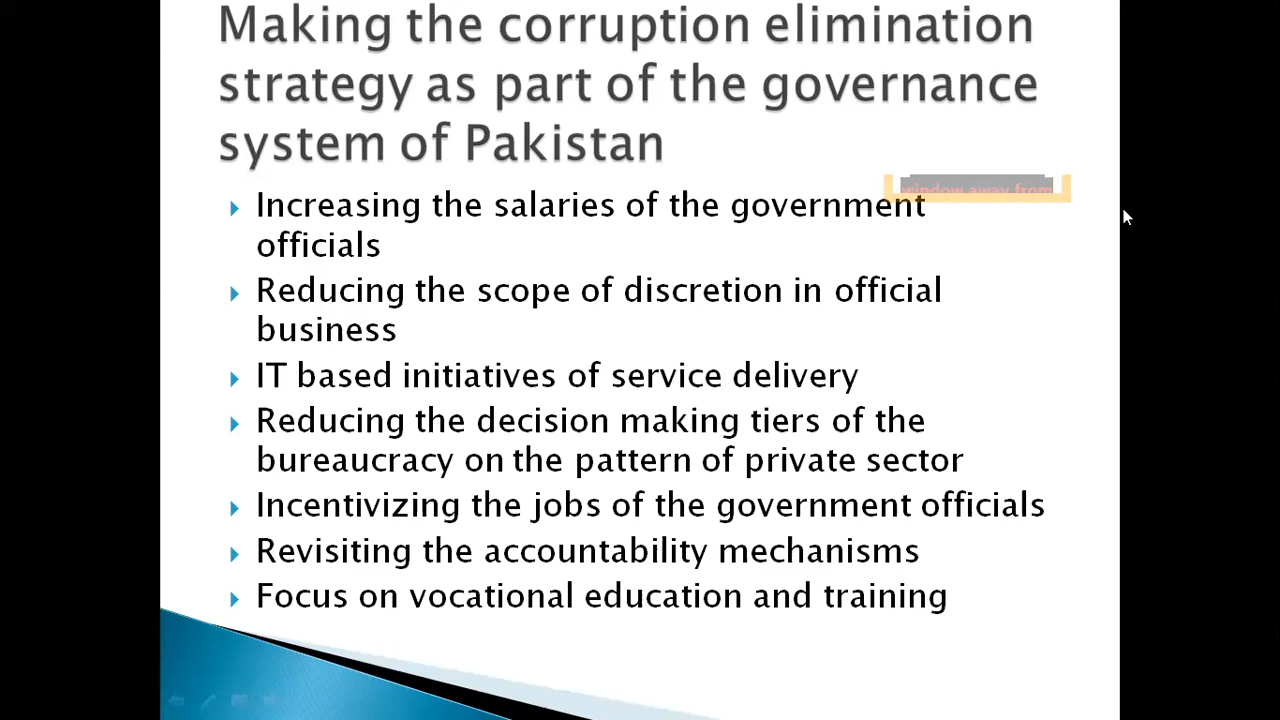 Making the corruption elimination
strategy as part of the governance
system of Pakistan
window away from
Increasing the salaries of the government
officials
Reducing the scope of discretion in official
business
IT based initiatives of service delivery
Reducing the decision making tiers of the
bureaucracy on the pattern of private sector
Incentivizing the jobs of the government officials
Revisiting the accountability mechanisms
Focus on vocational education and training